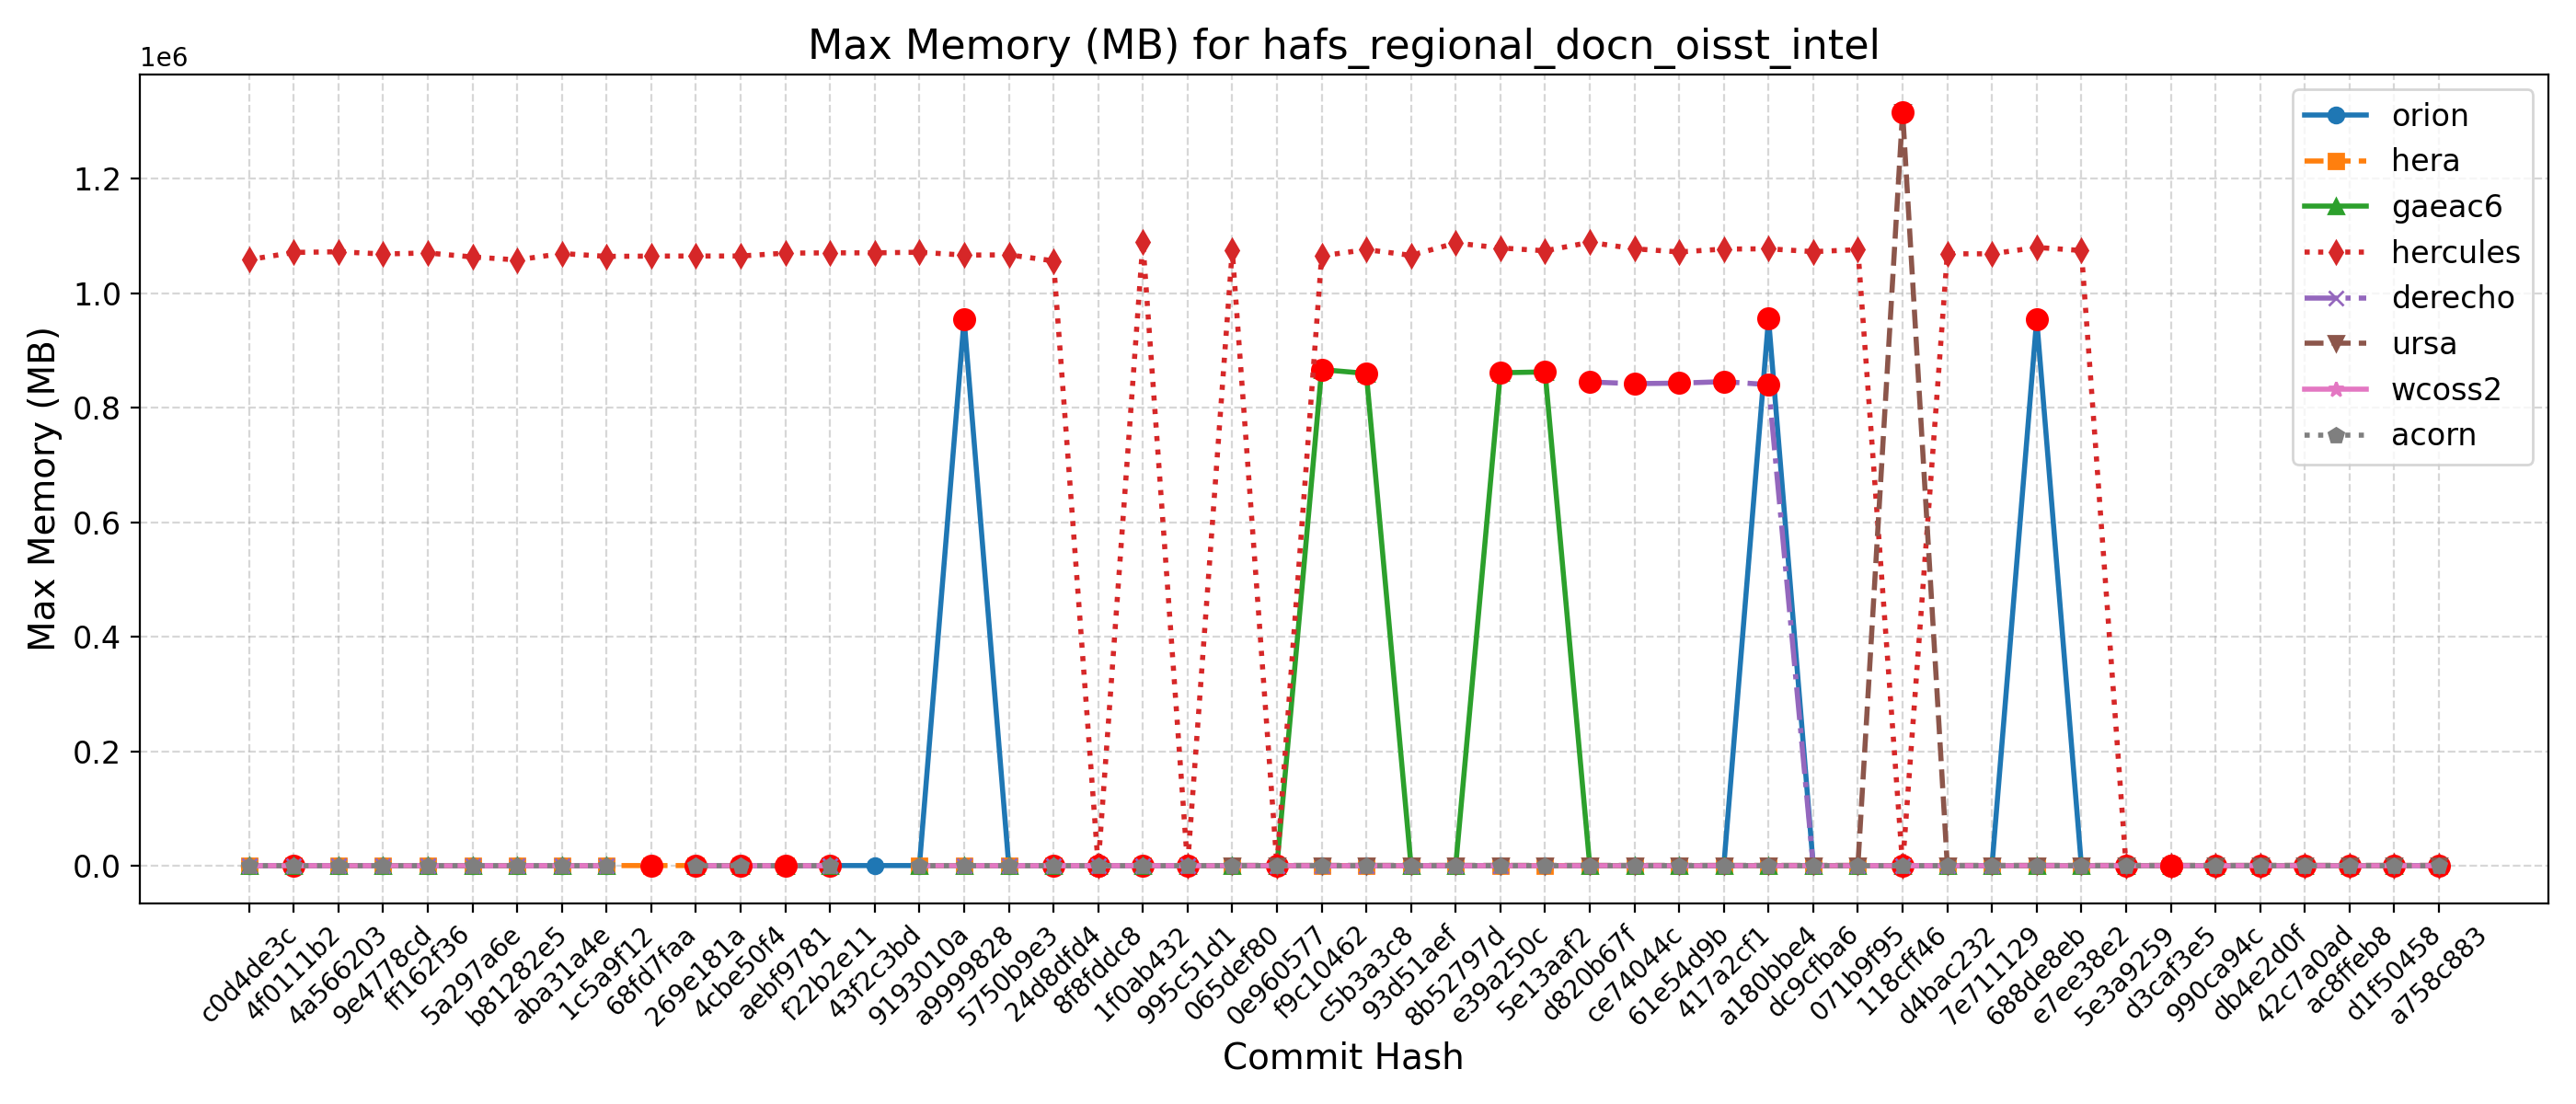 Max Memory (MB) for hafs_regional_docn_oisst_intel
1e6
1.2
1.0
0.8
0.6
0.4
0.2
0.0
Max Memory (MB)
orion
hera
gaeac6
hercules
derecho
ursa
wcoss2
acorn
c0d4de3c
4f0111b2
4a566203
9e4778cd
ff162f36
5a297a6e
b81282e5
aba31a4e
1c5a9f12
68fd7faa
269e181a
4cbe50f4
aebf9781
f22b2e11
43f2c3bd
9193010a
a9999828
5750b9e3
24d8dfd4
8f8fddc8
1f0ab432
995c51d1
065def80
0e960577
f9c10462
c5b3a3c8
93d51aef
8b52797d
e39a250c
5e13aaf2
d820b67f
ce74044c
61e54d9b
417a2cf1
a180bbe4
dc9cfba6
071b9f95
118cff46
d4bac232
7e711129
688de8eb
e7ee38e2
5e3a9259
d3caf3e5
990ca94c
db4e2d0f
42c7a0ad
ac8ffeb8
d1f50458
a758c883
Commit Hash